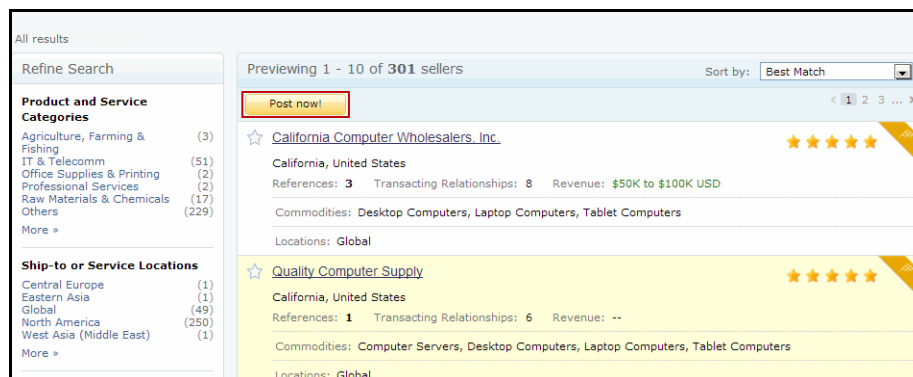 All results
Refine Search
Product and Service
Categories
Agriculture, Farming & (3)
Fishing
IT & Telecomm (51)
Office Supplies & Printing (2)
Professional Services (2)
Raw Materials & Chemicals (17)
Others (229)
More »
Ship-to or Service Locations
Central Europe (1)
Eastern Asia (1)
Global (49)
North America (250)
West Asia (Middle East) (1)
More »
Previewing 1 - 10 of 301 sellers
Sort by: Best Match
Post now!
< 1 2 3 ... >
California Computer Wholesalers, Inc.
California, United States
References: 3 Transacting Relationships: 8 Revenue: $50K to $100K USD
Commodities: Desktop Computers, Laptop Computers, Tablet Computers
Locations: Global
Quality Computer Supply
California, United States
References: 1 Transacting Relationships: 6 Revenue: --
Commodities: Computer Servers, Desktop Computers, Laptop Computers, Tablet Computers
Locations: Global